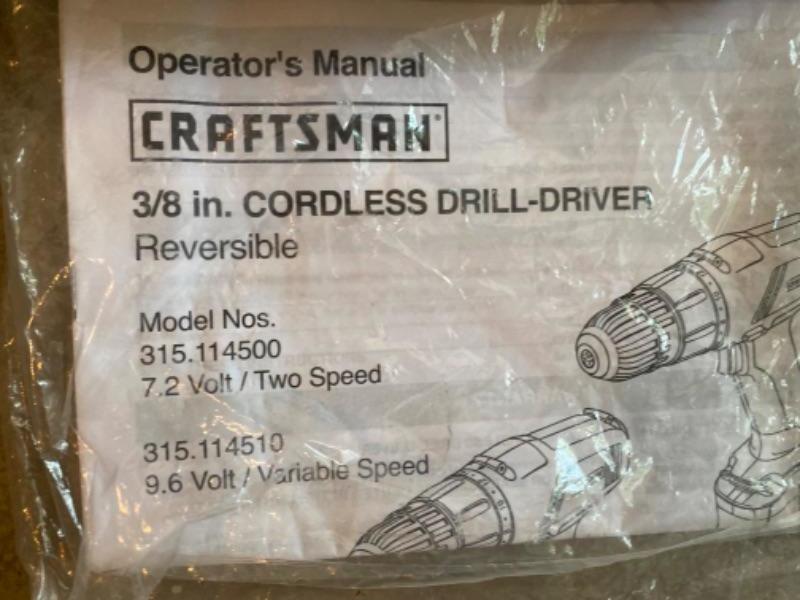 Operator's Manual
CRAFTSMAN®
3/8 in. CORDLESS DRILL-DRIVER
Reversible
Model Nos.
315.114500
7.2 Volt / Two Speed
315.114510
9.6 Volt / Variable Speed